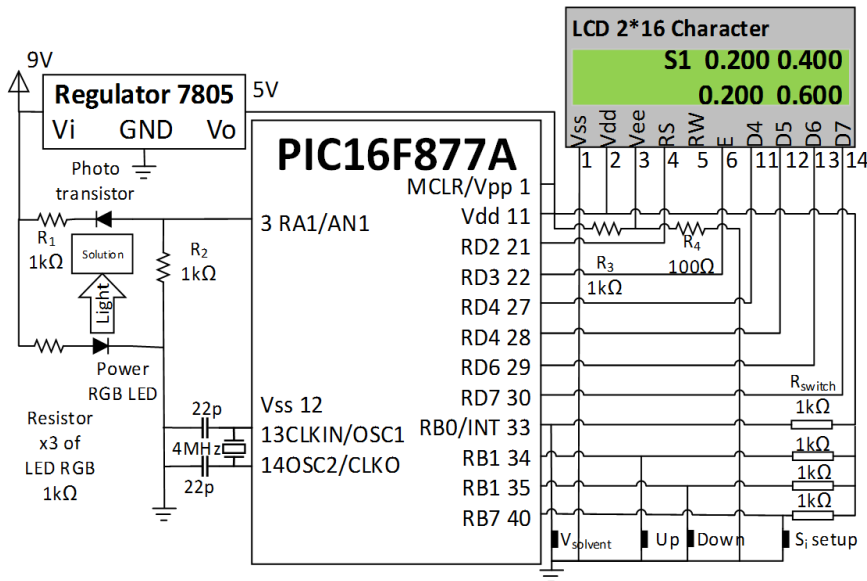 LCD 2*16 Character
S1 0.200 0.400
0.200 0.600
Vss Vdd Vee RS RW E D4 D5 D6 D7
1 2 3 4 5 6 11 12 13 14
9V
Regulator 7805
Vi GND Vo
5V
PIC16F877A
MCLR/Vpp 1
Vdd 11
RD2 21
RD3 22
RD4 27
RD4 28
RD6 29
RD7 30
RB0/INT 33
RB1 34
RB1 35
RB7 40
3 RA1/AN1
Vss 12
13CLKIN/OSC1
14OSC2/CLKO
Photo
transistor
R1
1kΩ
Solution
R2
1kΩ
Light
Power
RGB LED
Resistor
x3 of
LED RGB
1kΩ
22p
4MHz
22p
R3
1kΩ
R4
100Ω
Rswitch
1kΩ
1kΩ
1kΩ
1kΩ
Vsolvent
Up
Down
Si setup